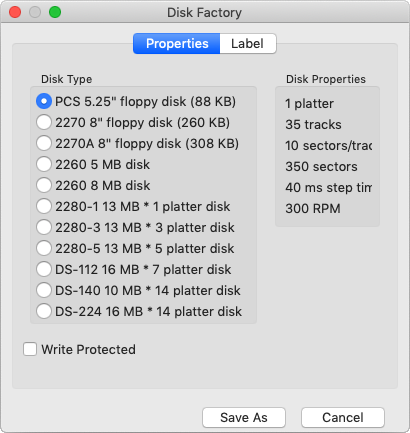 Disk Factory
Properties
Label
Disk Type
PCS 5.25" floppy disk (88 KB)
2270 8" floppy disk (260 KB)
2270A 8" floppy disk (308 KB)
2260 5 MB disk
2260 8 MB disk
2280-1 13 MB * 1 platter disk
2280-3 13 MB * 3 platter disk
2280-5 13 MB * 5 platter disk
DS-112 16 MB * 7 platter disk
DS-140 10 MB * 14 platter disk
DS-224 16 MB * 14 platter disk
Write Protected
Disk Properties
1 platter
35 tracks
10 sectors/trac
350 sectors
40 ms step tim
300 RPM
Save As
Cancel